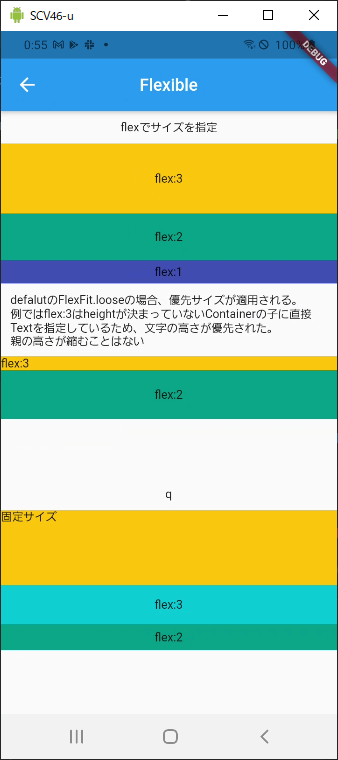 SCV46-u
0:55
100%
DEBUG
Flexible
flexでサイズを指定
flex:3
flex:2
flex:1
defalutのFlexFit.looseの場合、優先サイズが適用される。
例ではflex:3はheightが決まっていないContainerの子に直接
Textを指定しているため、文字の高さが優先された。
親の高さが縮むことはない
flex:3
flex:2
q
固定サイズ
flex:3
flex:2